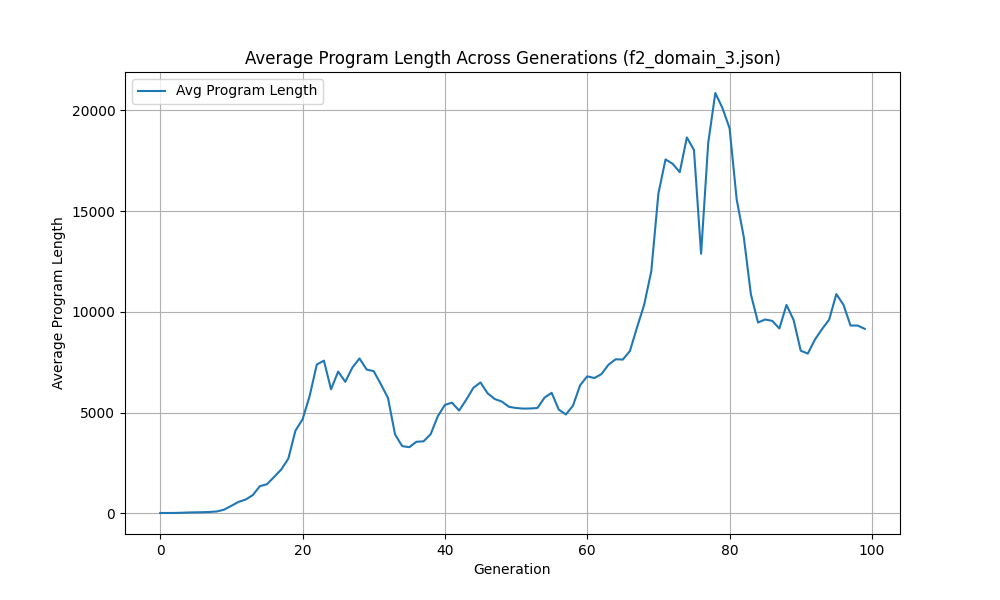 Average Program Length Across Generations (f2_domain_3.json)
Avg Program Length
20000
15000
10000
5000
0
Average Program Length
0 20 40 60 80 100
Generation